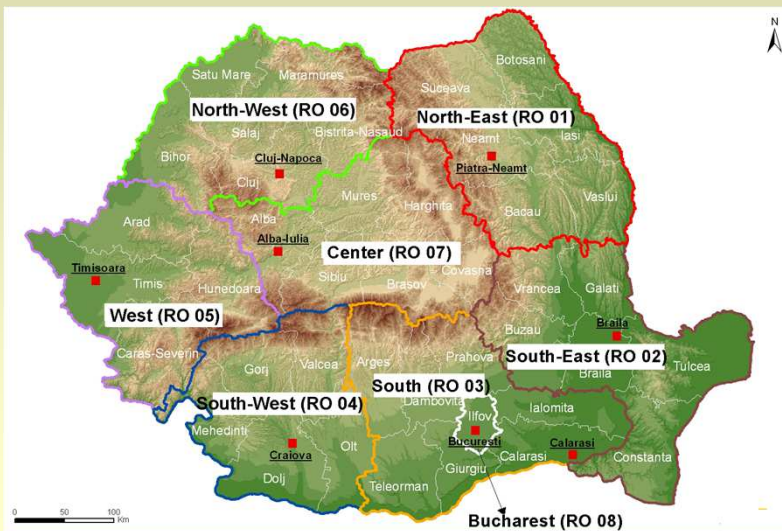 N
Botosani
Satu Mare
Maramures
Suceava
North-West (RO 06)
North-East (RO 01)
Salaj
Bistrita-Nasaud
Neamt
Iasi
Bihor
Cluj-Napoca
Piatra-Neamt
Cluj
Mures
Harghita
Bacau
Vaslui
Arad
Alba
Alba-Iulia
Center (RO 07)
Timisoara
Timis
Hunedoara
Sibiu
Brasov
Covasna
Vrancea
Galati
West (RO 05)
Buzau
Braila
Caras-Severin
Gorj
Valcea
Arges
Prahova
South-East (RO 02)
Tulcea
South (RO 03)
Braila
South-West (RO 04)
Dambovita
Ilfov
Ialomita
Mehedinti
Craiova
Olt
Bucuresti
Calarasi
Calarasi
Constanta
Dolj
Teleorman
Giurgiu
0 50 100
Km
Bucharest (RO 08)